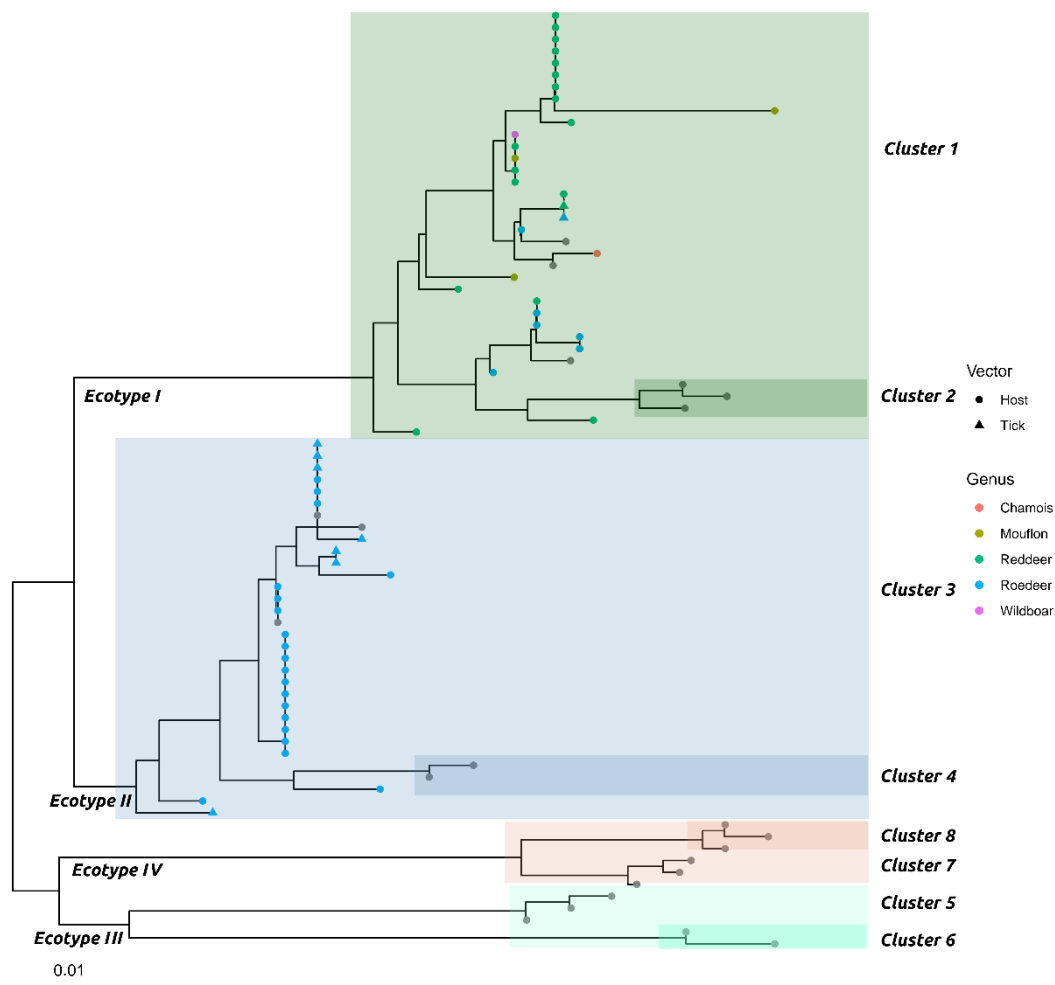 Cluster 1
Vector
Host
Tick
Ecotype I
Cluster 2
Genus
Chamois
Mouflon
Reddeer
Roedeer
Wildboar
Cluster 3
Cluster 4
Ecotype II
Cluster 8
Ecotype IV
Cluster 7
Cluster 5
Ecotype III
Cluster 6
0.01